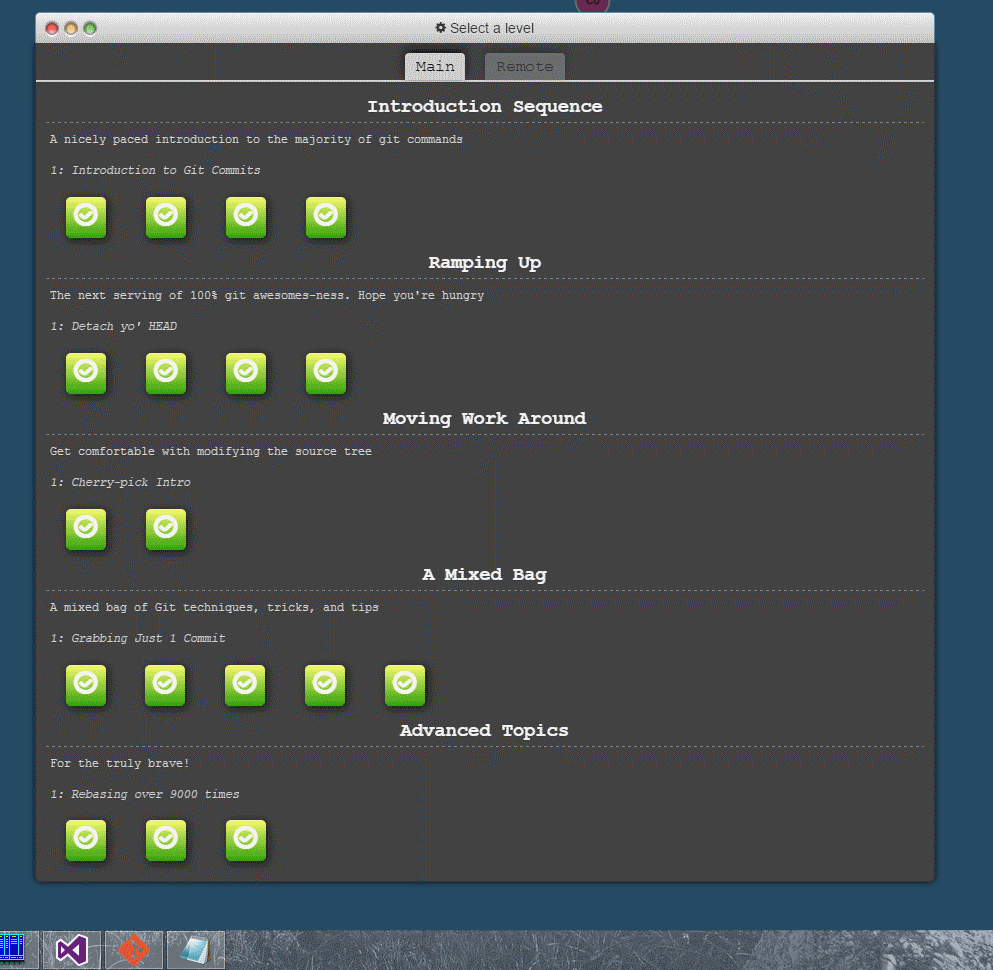 Select a level
Main
Remote
Introduction Sequence
A nicely paced introduction to the majority of git commands
1: Introduction to Git Commits
Ramping Up
The next serving of 100% git awesomes-ness. Hope you're hungry
1: Detach yo' HEAD
Moving Work Around
Get comfortable with modifying the source tree
1: Cherry-pick Intro
A Mixed Bag
A mixed bag of Git techniques, tricks, and tips
1: Grabbing Just 1 Commit
Advanced Topics
For the truly brave!
1: Rebasing over 9000 times